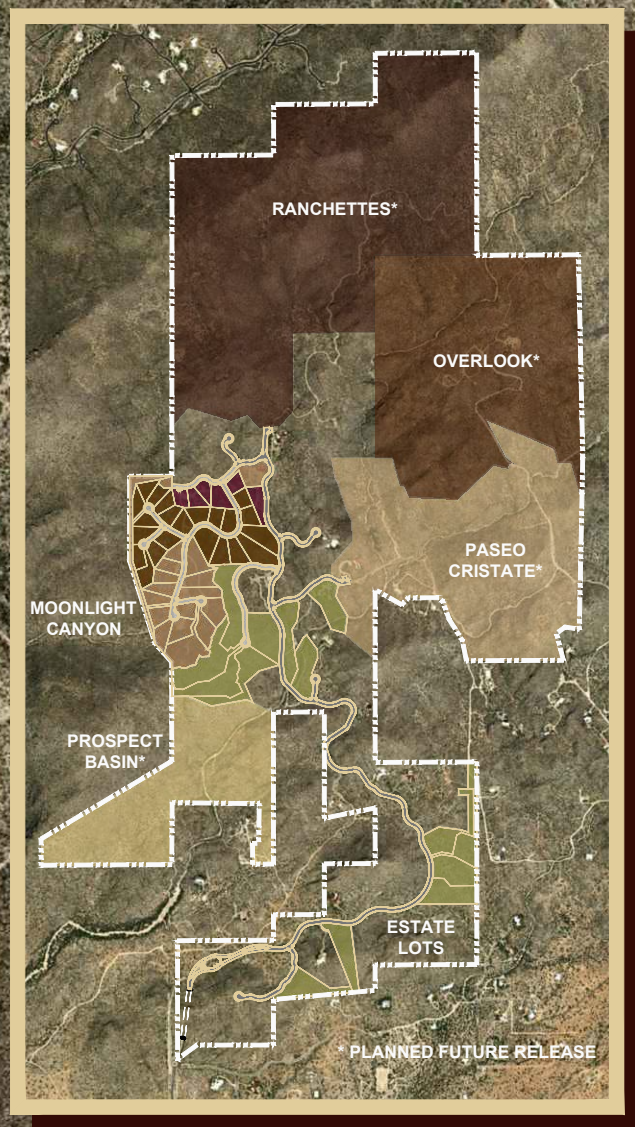 RANCHETTES*
OVERLOOK*
PASEO
CRISTATE*
MOONLIGHT
CANYON
PROSPECT
BASIN*
ESTATE
LOTS
* PLANNED FUTURE RELEASE